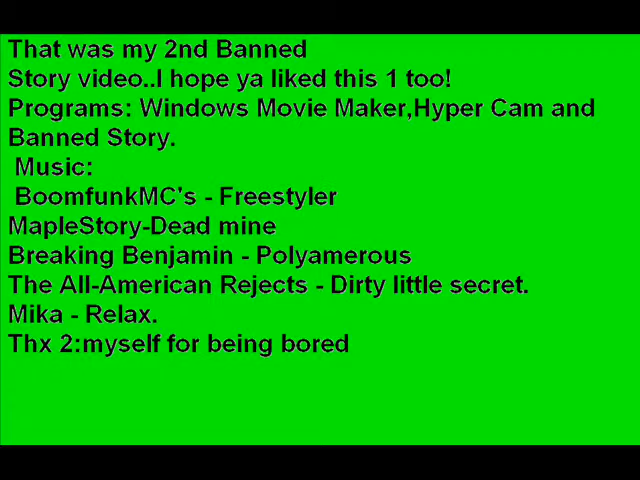 That was my 2nd Banned
Story video..I hope ya liked this 1 too!
Programs: Windows Movie Maker,Hyper Cam and
Banned Story.
Music:
BoomfunkMC's - Freestyler
MapleStory-Dead mine
Breaking Benjamin - Polyamerous
The All-American Rejects - Dirty little secret.
Mika - Relax.
Thx 2:myself for being bored